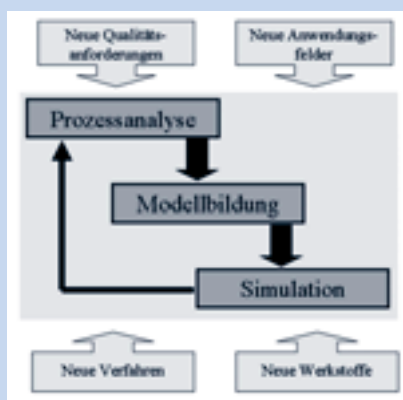 Neue Qualitäts-
anforderungen
Neue Anwendungs-
felder
Prozessanalyse
Modellbildung
Simulation
Neue Verfahren
Neue Werkstoffe